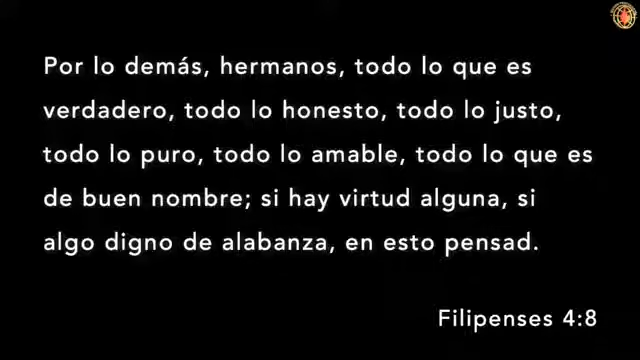 Por lo demás, hermanos, todo lo que es
verdadero, todo lo honesto, todo lo justo,
todo lo puro, todo lo amable, todo lo que es
de buen nombre; si hay virtud alguna, si
algo digno de alabanza, en esto pensad.
Filipenses 4:8